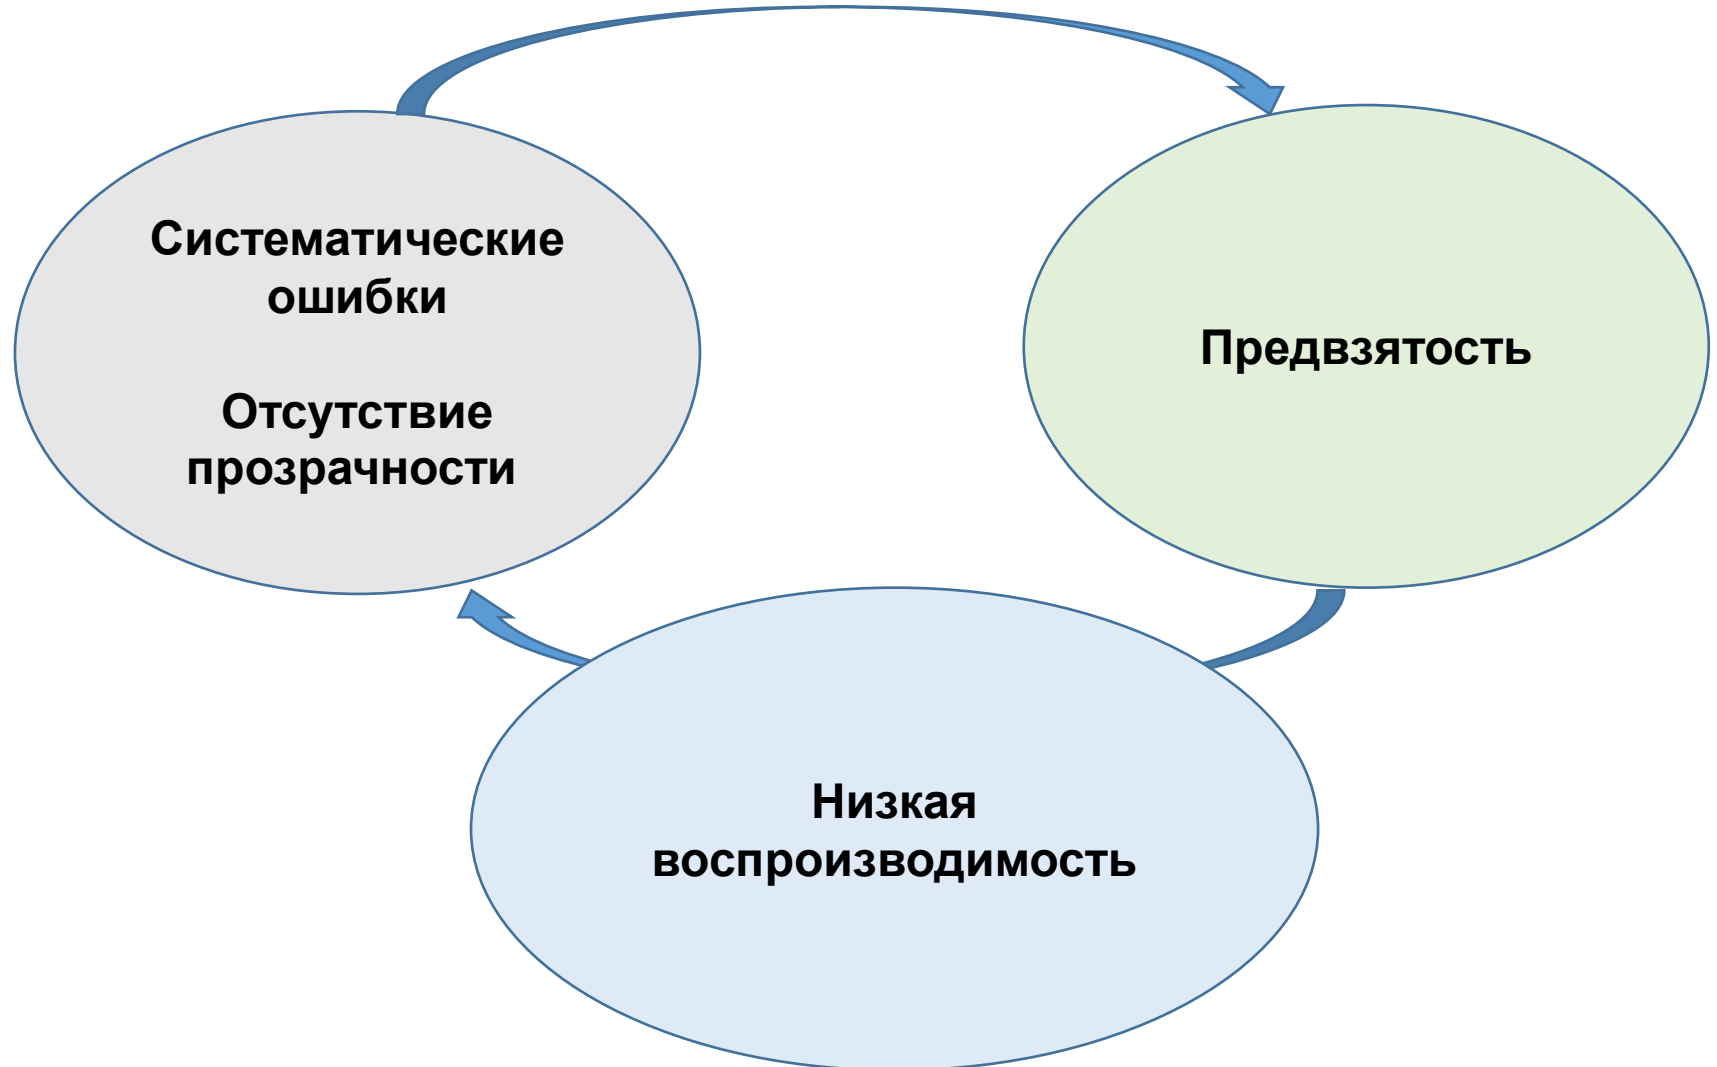 Систематические
ошибки
Отсутствие
прозрачности
Предвзятость
Низкая
воспроизводимость